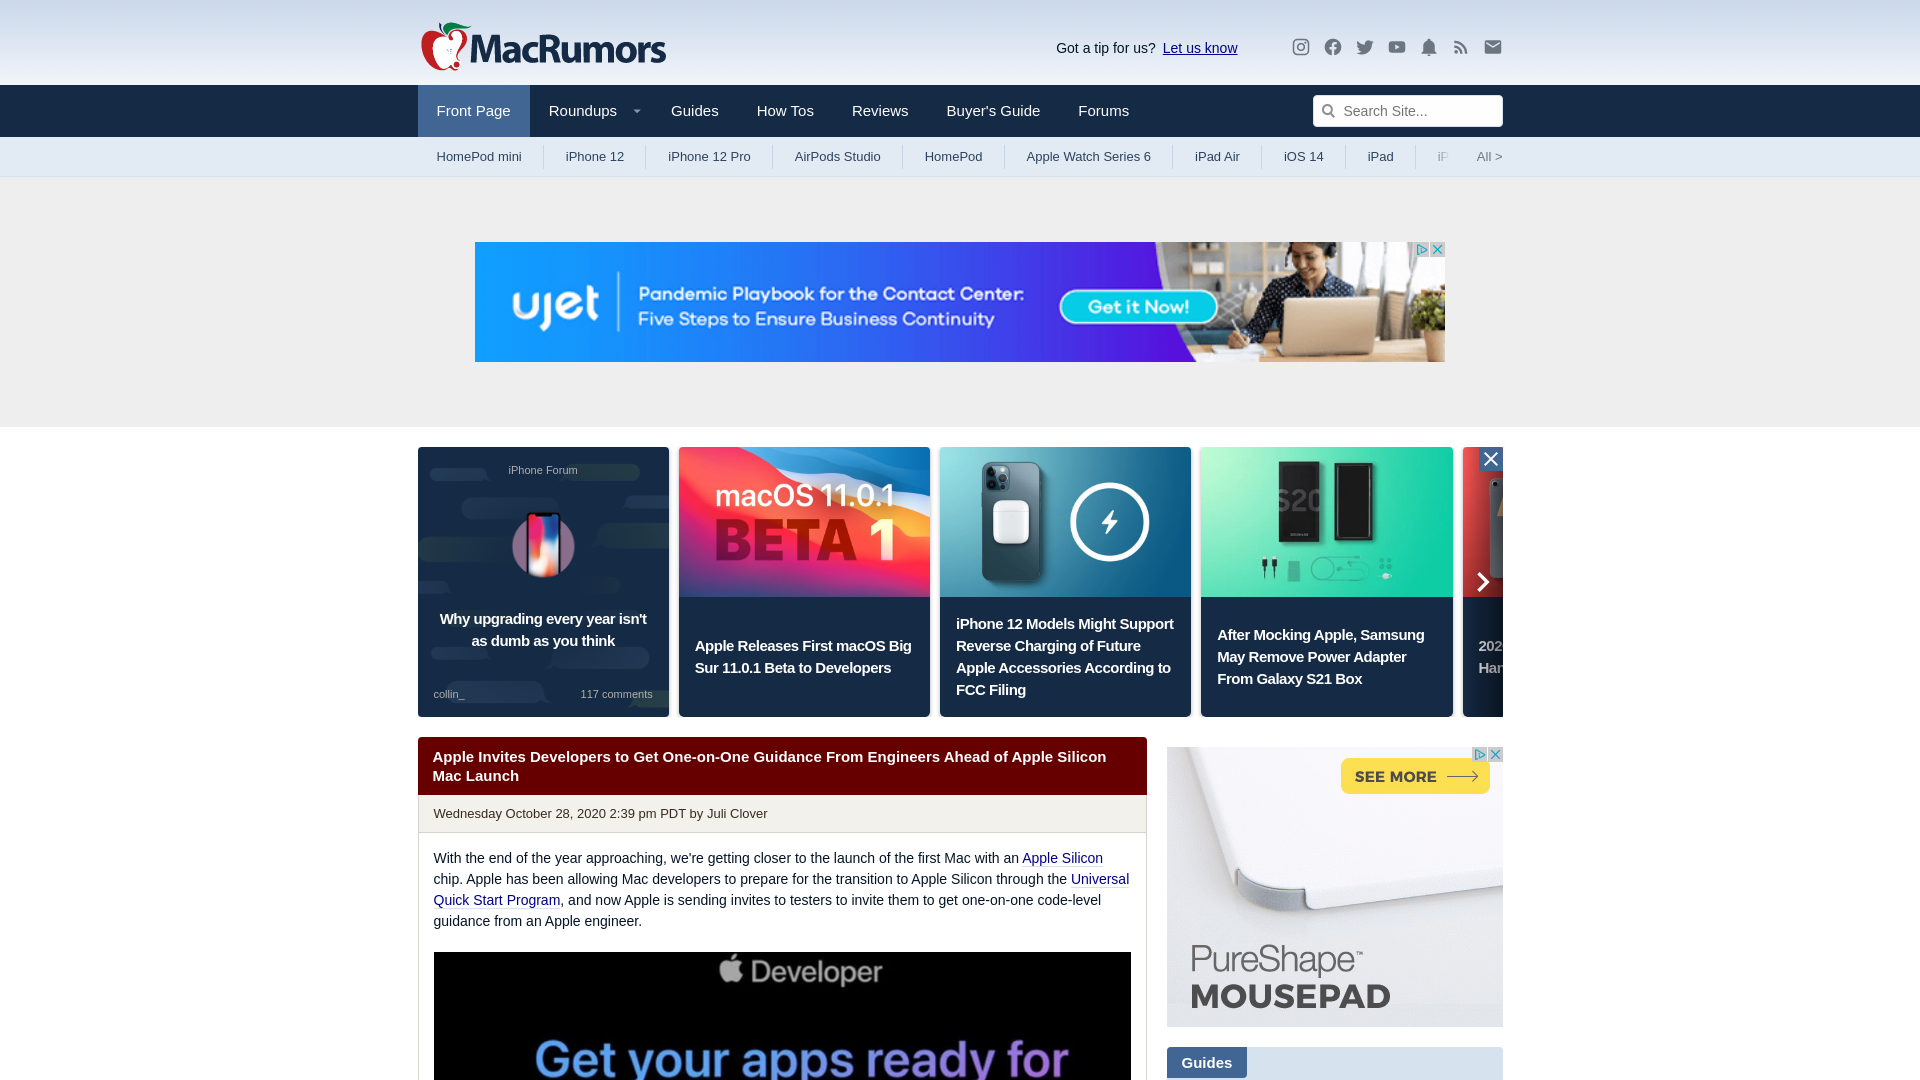 MacRumors
Got a tip for us? Let us know
Front Page
Roundups
Guides
How Tos
Reviews
Buyer's Guide
Forums
Search Site...
HomePod mini
iPhone 12
iPhone 12 Pro
AirPods Studio
HomePod
Apple Watch Series 6
iPad Air
iOS 14
iPad
iP
All >
ujet
Pandemic Playbook for the Contact Center:
Five Steps to Ensure Business Continuity
Get it Now!
iPhone Forum
Why upgrading every year isn't
as dumb as you think
collin_
117 comments
macOS 11.0.1
BETA 1
Apple Releases First macOS Big
Sur 11.0.1 Beta to Developers
iPhone 12 Models Might Support
Reverse Charging of Future
Apple Accessories According to
FCC Filing
S20
After Mocking Apple, Samsung
May Remove Power Adapter
From Galaxy S21 Box
202
Han
Apple Invites Developers to Get One-on-One Guidance From Engineers Ahead of Apple Silicon
Mac Launch
Wednesday October 28, 2020 2:39 pm PDT by Juli Clover
With the end of the year approaching, we're getting closer to the launch of the first Mac with an Apple Silicon
chip. Apple has been allowing Mac developers to prepare for the transition to Apple Silicon through the Universal
Quick Start Program, and now Apple is sending invites to testers to invite them to get one-on-one code-level
guidance from an Apple engineer.
Developer
Get your apps ready for
SEE MORE
PureShape™
MOUSEPAD
Guides